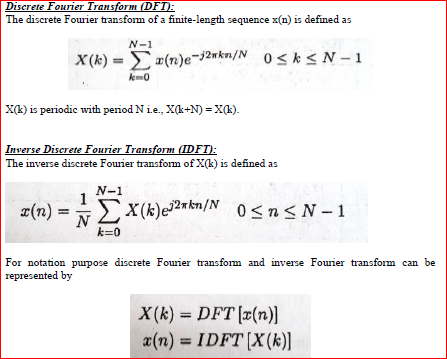 Discrete Fourier Transform (DFT):
The discrete Fourier transform of a finite-length sequence x(n) is defined as
X(k) = \sum_{k=0}^{N-1} x(n)e^{-j2πkn/N} 0 ≤ k ≤ N − 1
X(k) is periodic with period N i.e., X(k+N) = X(k).
Inverse Discrete Fourier Transform (IDFT):
The inverse discrete Fourier transform of X(k) is defined as
x(n) = \frac{1}{N} \sum_{k=0}^{N-1} X(k)e^{j2πkn/N} 0 ≤ n ≤ N − 1
For notation purpose discrete Fourier transform and inverse Fourier transform can be
represented by
X(k) = DFT[x(n)]
x(n) = IDFT[X(k)]